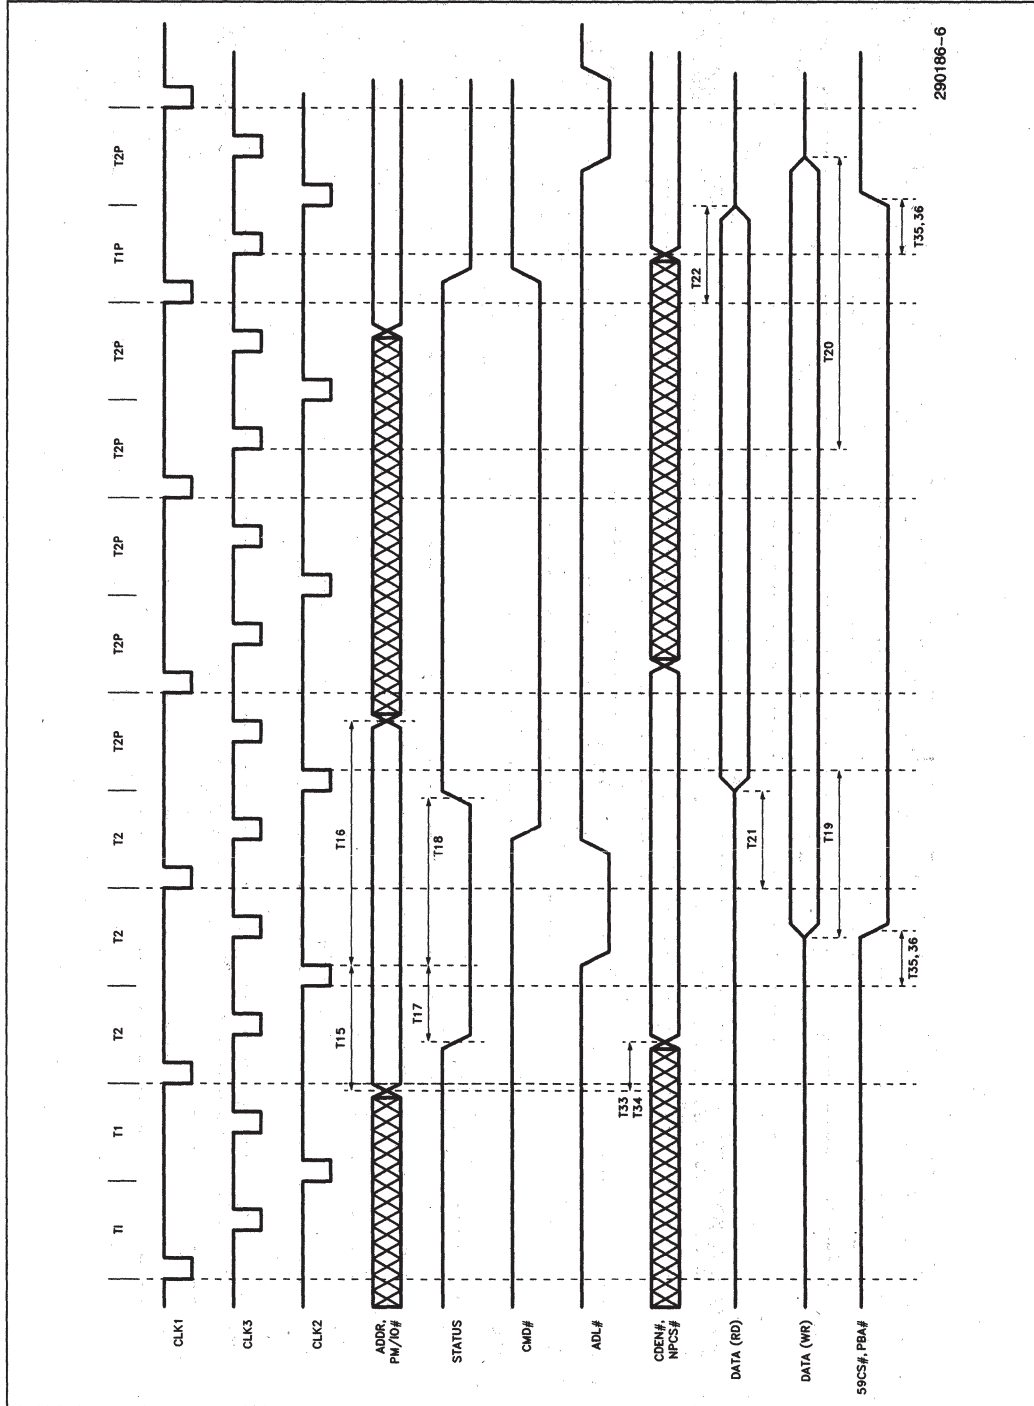 TI T1 T2 T2 T2 T2P T2P T2P T2P T2P T1P T2P
CLK1
CLK3
CLK2
T15 T16
ADDR,
PM/IO#
T17 T18
STATUS
CMD#
ADL#
T33
T34
CDEN#,
NPCS#
T22
DATA (RD)
T21
DATA (WR)
T19 T20
59CS#, PBA#
T35,36 T35,36
290186–6